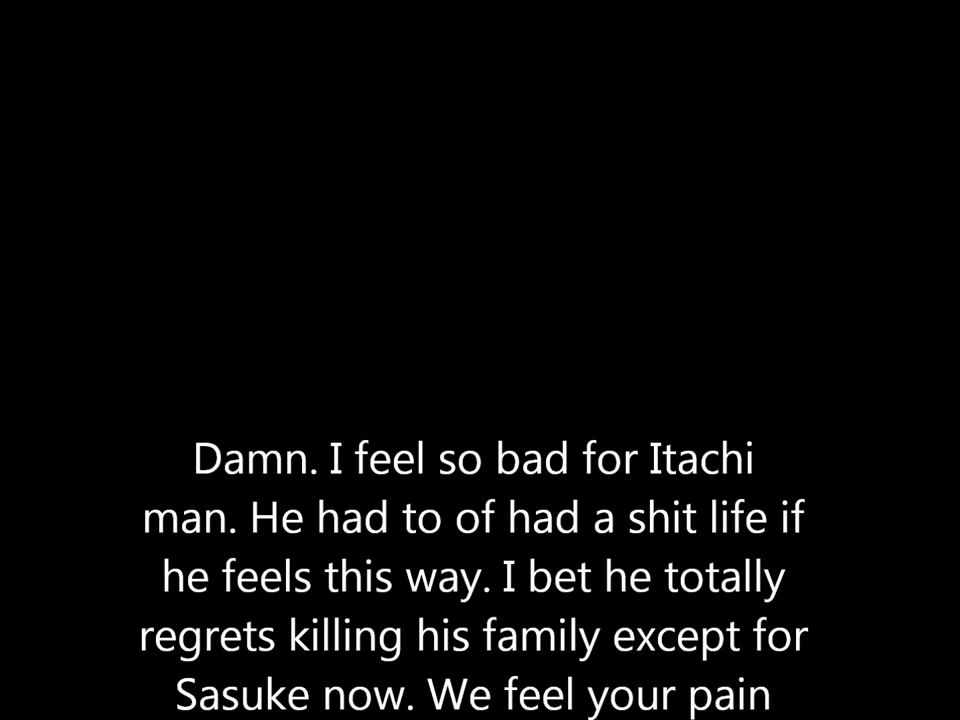 Damn. I feel so bad for Itachi
man. He had to of had a shit life if
he feels this way. I bet he totally
regrets killing his family except for
Sasuke now. We feel your pain